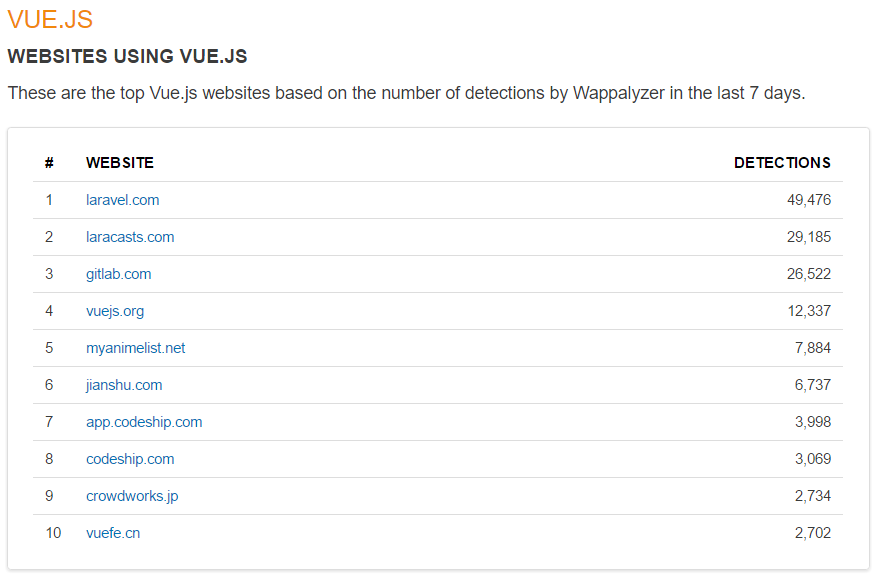 VUE.JS
WEBSITES USING VUE.JS
These are the top Vue.js websites based on the number of detections by Wappalyzer in the last 7 days.
# WEBSITE DETECTIONS
1 laravel.com 49,476
2 laracasts.com 29,185
3 gitlab.com 26,522
4 vuejs.org 12,337
5 myanimelist.net 7,884
6 jianshu.com 6,737
7 app.codeship.com 3,998
8 codeship.com 3,069
9 crowdworks.jp 2,734
10 vuefe.cn 2,702